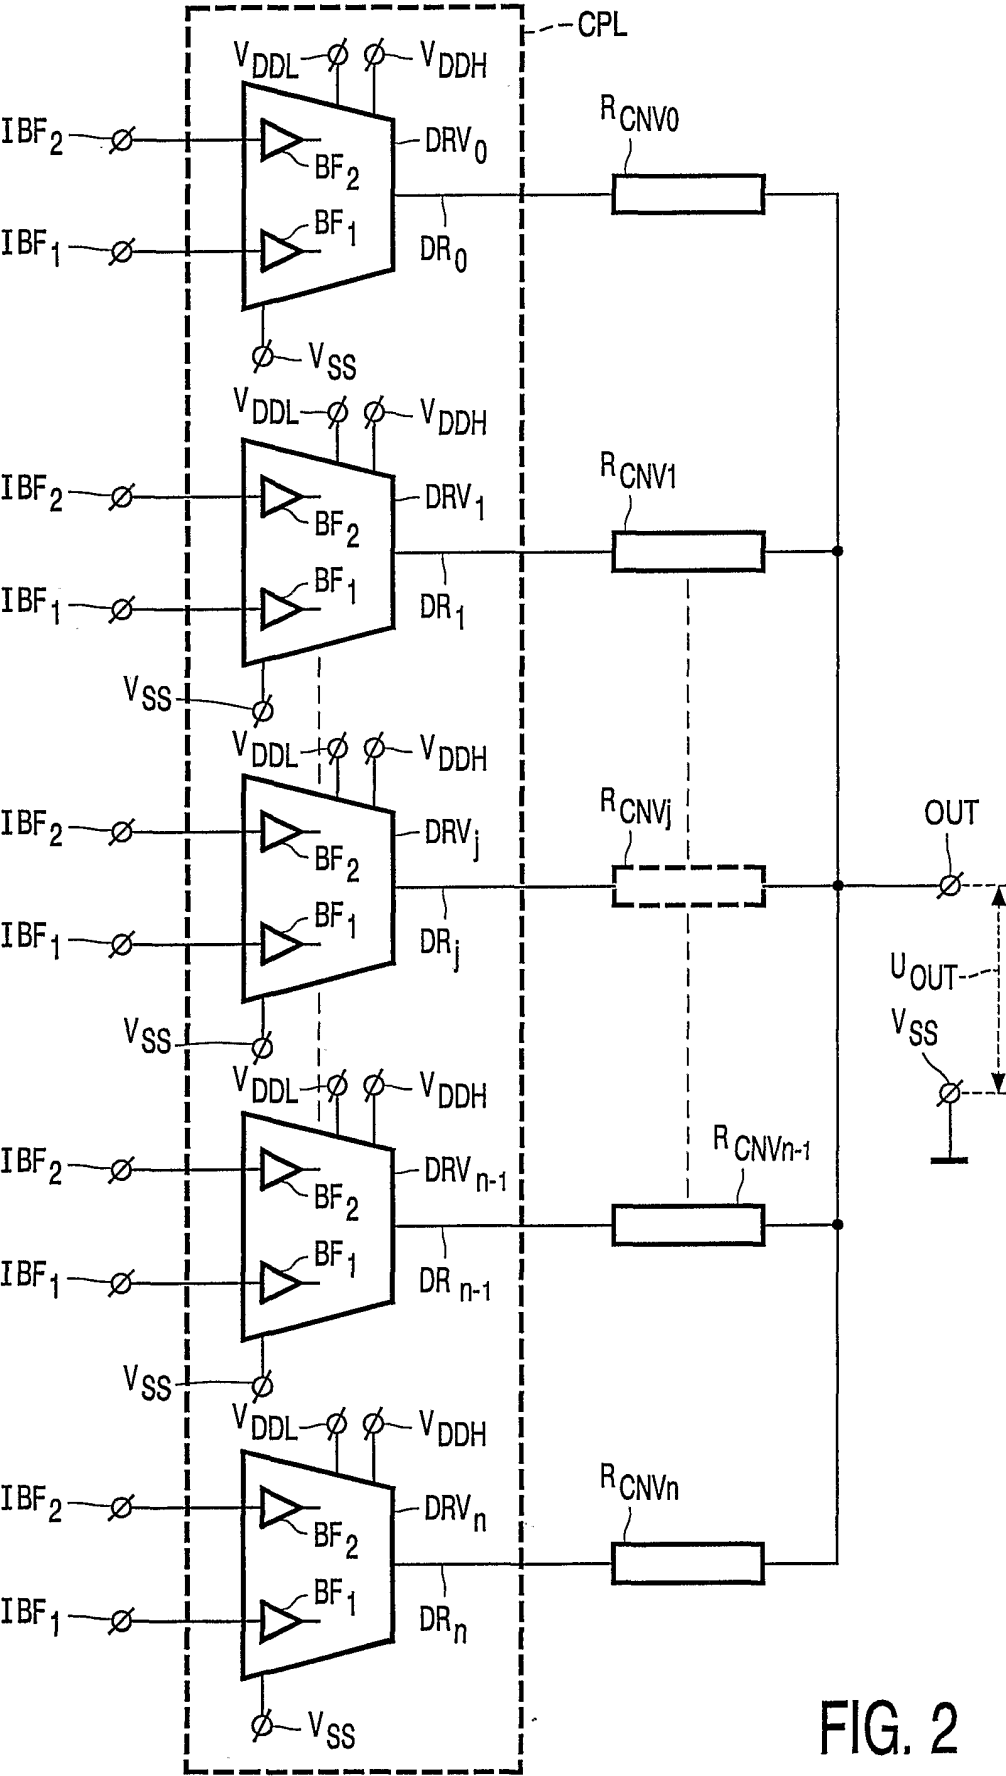 CPL
VDDL VDDH
RCNV0
IBF2 BF2 DRV0
IBF1 BF1 DR0
VSS
VDDL VDDH
RCNV1
IBF2 BF2 DRV1
IBF1 BF1 DR1
VSS
VDDL VDDH
RCNVj
IBF2 BF2 DRVj
OUT
IBF1 BF1 DRj
UOUT
VSS
VSS
VDDL VDDH
RCNVn-1
IBF2 BF2 DRVn-1
IBF1 BF1 DRn-1
VSS
VDDL VDDH
RCNVn
IBF2 BF2 DRVn
IBF1 BF1 DRn
VSS
FIG. 2